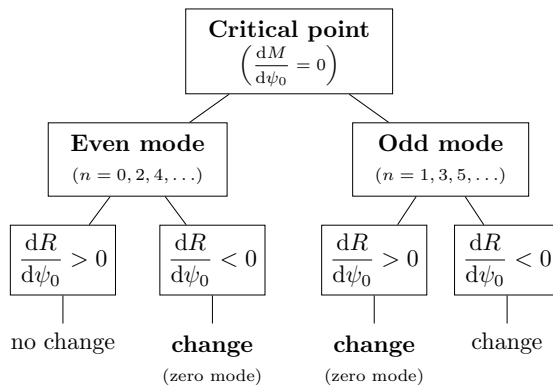 Critical point
(dM/dψ₀ = 0)
Even mode
(n = 0, 2, 4, . . .)
Odd mode
(n = 1, 3, 5, . . .)
dR/dψ₀ > 0
dR/dψ₀ < 0
dR/dψ₀ > 0
dR/dψ₀ < 0
no change
change
(zero mode)
change
(zero mode)
change